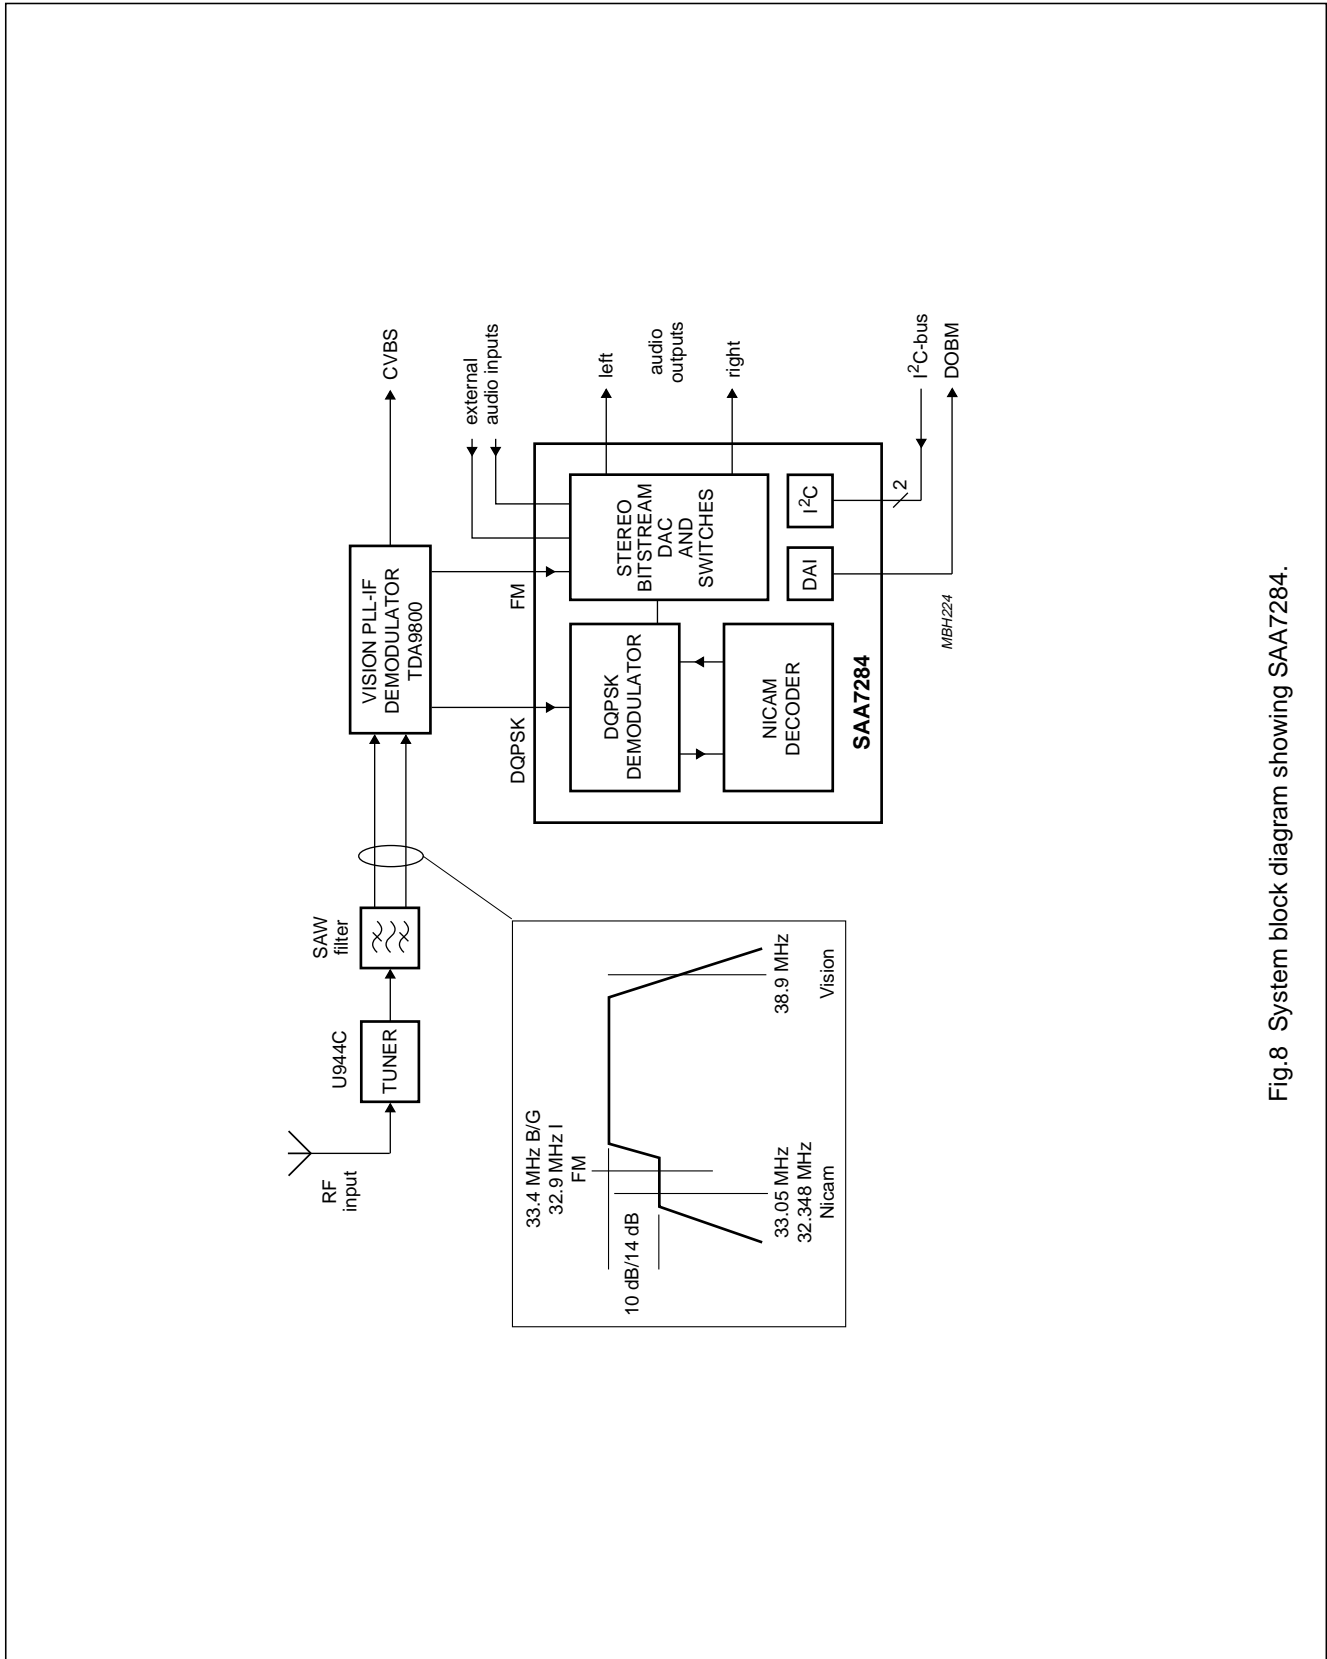 RF
input
U944C
TUNER
SAW
filter
VISION PLL-IF
DEMODULATOR
TDA9800
CVBS
DQPSK
FM
external
audio inputs
DQPSK
DEMODULATOR
STEREO
BITSTREAM
DAC
AND
SWITCHES
left
audio
outputs
right
NICAM
DECODER
DAI
I²C
2
I²C-bus
DOBM
SAA7284
MBH224
33.4 MHz B/G
32.9 MHz I
FM
10 dB/14 dB
33.05 MHz
32.348 MHz
Nicam
38.9 MHz
Vision
Fig.8 System block diagram showing SAA7284.